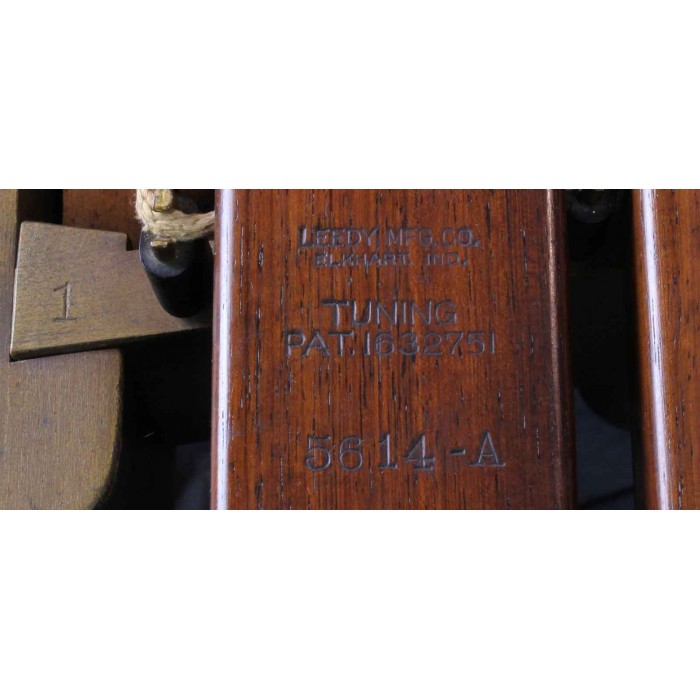 1
LEEDY MFG. CO.
ELKHART, IND.
TUNING
PAT. 1632751
5614-A